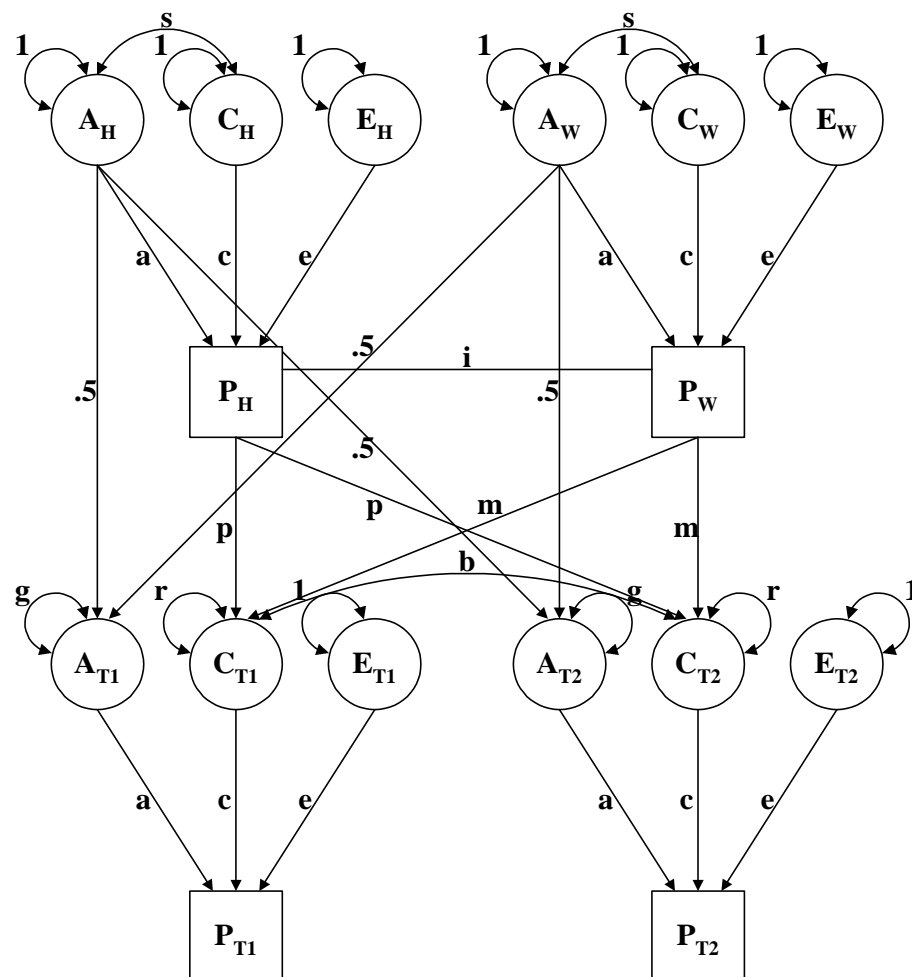 s s
1 1 1 1 1 1
A_H C_H E_H A_W C_W E_W
a c e a c e
.5 i
.5 P_H P_W .5
.5
p p m m
b
g r 1 g r 1
A_T1 C_T1 E_T1 A_T2 C_T2 E_T2
a c e a c e
P_T1 P_T2